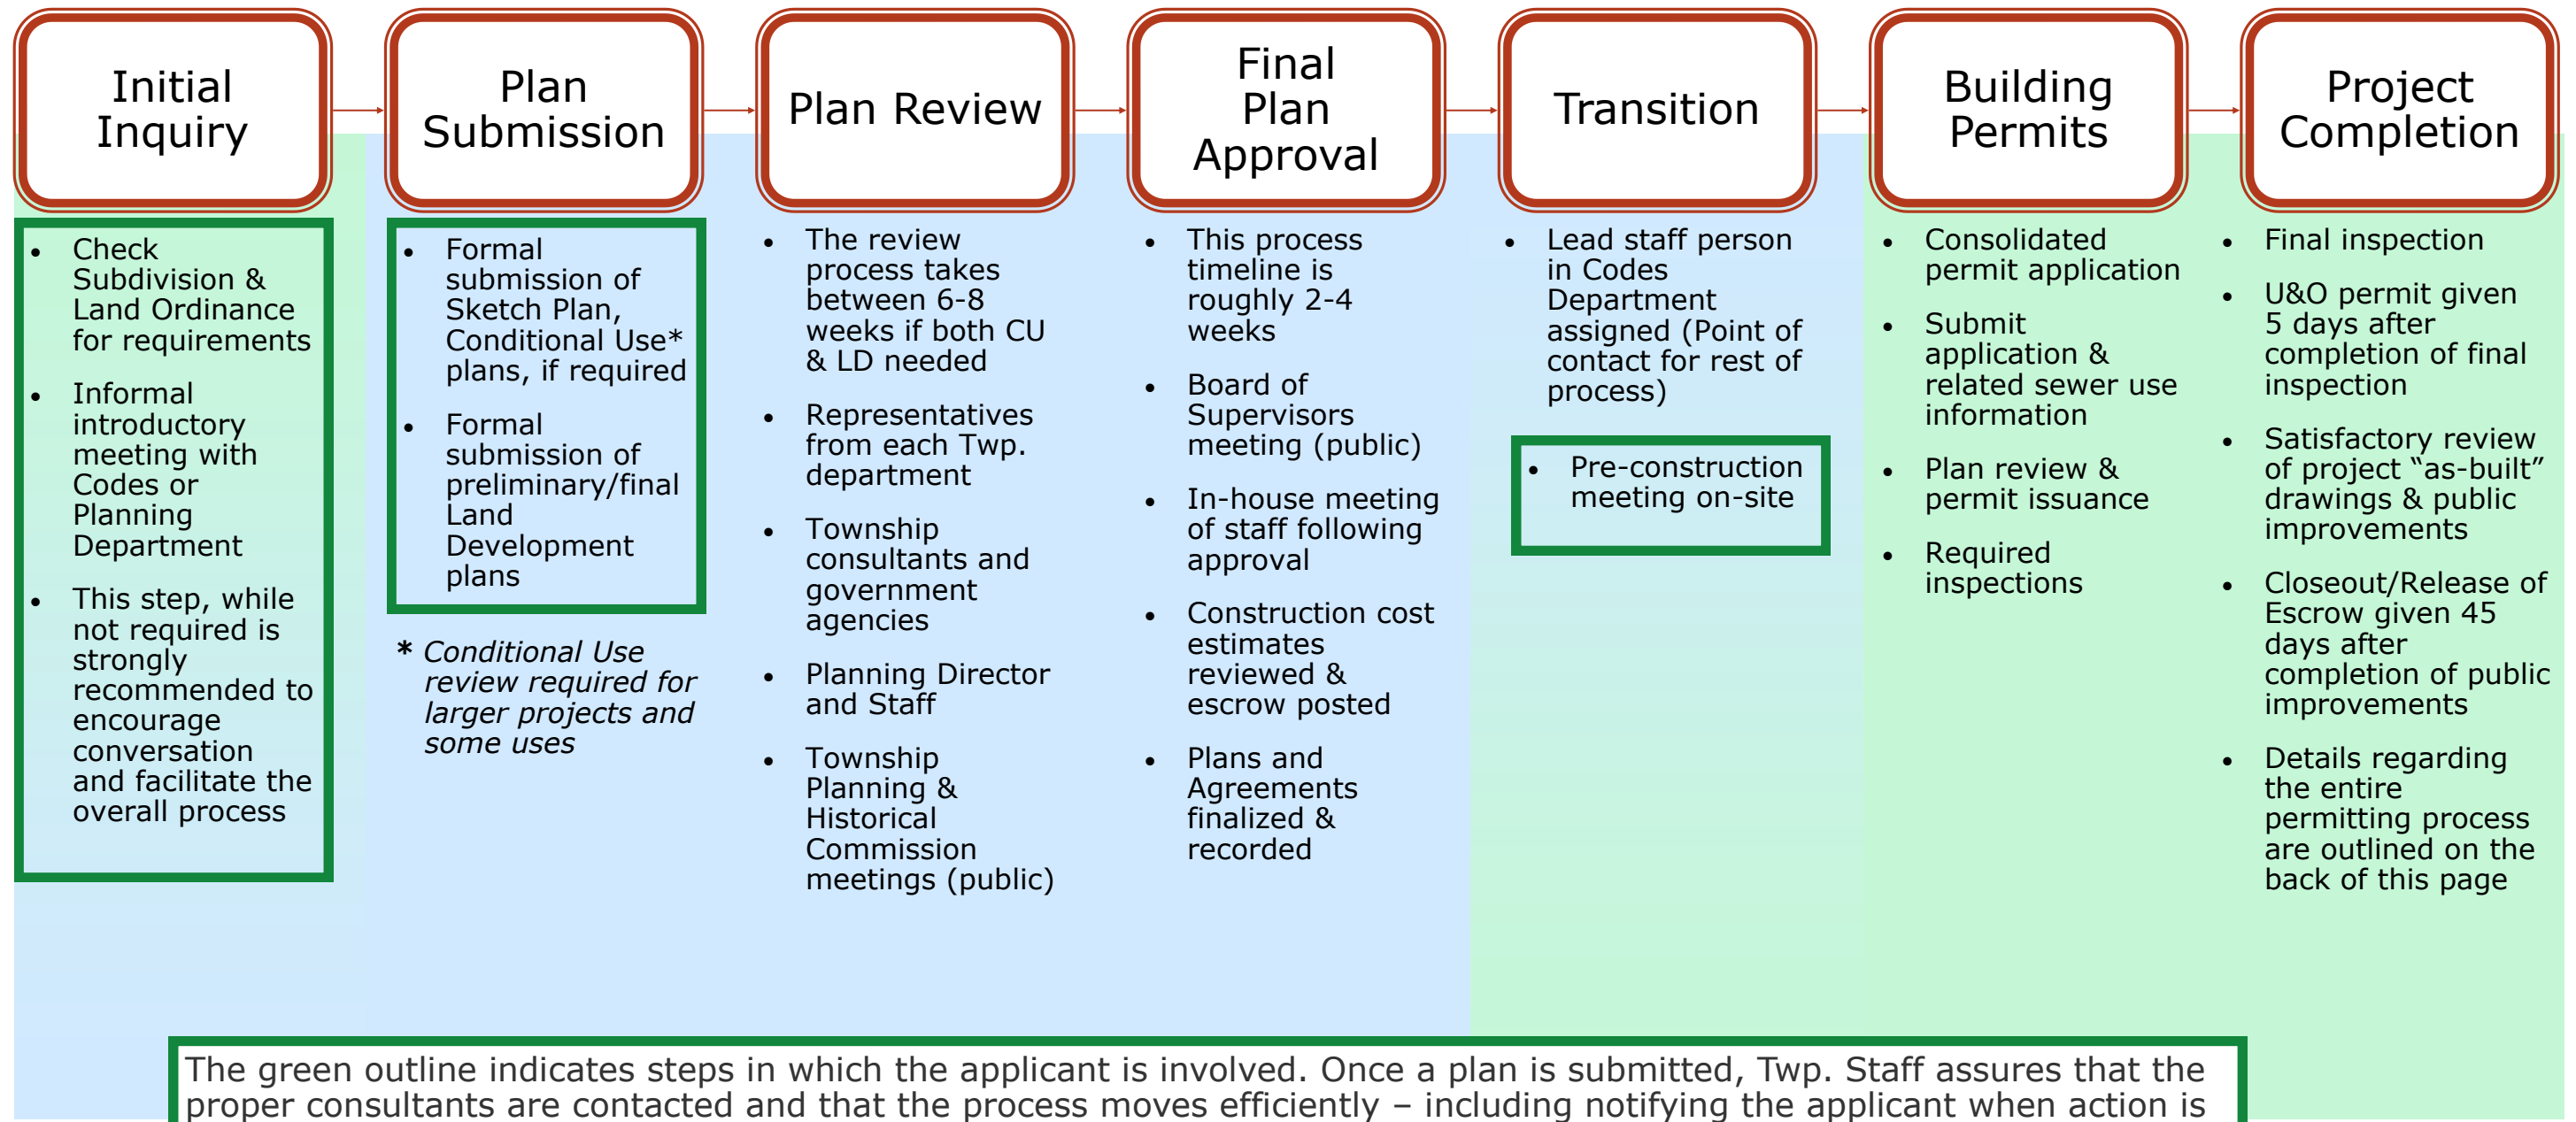 Initial
Inquiry
Plan
Submission
Plan Review
Final
Plan
Approval
Transition
Building
Permits
Project
Completion
• Check
Subdivision &
Land Ordinance
for requirements
• Informal
introductory
meeting with
Codes or
Planning
Department
• This step, while
not required is
strongly
recommended to
encourage
conversation
and facilitate the
overall process
• Formal
submission of
Sketch Plan,
Conditional Use*
plans, if required
• Formal
submission of
preliminary/final
Land
Development
plans
* Conditional Use
review required for
larger projects and
some uses
• The review
process takes
between 6-8
weeks if both CU
& LD needed
• Representatives
from each Twp.
department
• Township
consultants and
government
agencies
• Planning Director
and Staff
• Township
Planning &
Historical
Commission
meetings (public)
• This process
timeline is
roughly 2-4
weeks
• Board of
Supervisors
meeting (public)
• In-house meeting
of staff following
approval
• Construction cost
estimates
reviewed &
escrow posted
• Plans and
Agreements
finalized &
recorded
• Lead staff person
in Codes
Department
assigned (Point of
contact for rest of
process)
• Pre-construction
meeting on-site
• Consolidated
permit application
• Submit
application &
related sewer use
information
• Plan review &
permit issuance
• Required
inspections
• Final inspection
• U&O permit given
5 days after
completion of final
inspection
• Satisfactory review
of project “as-built”
drawings & public
improvements
• Closeout/Release of
Escrow given 45
days after
completion of public
improvements
• Details regarding
the entire
permitting process
are outlined on the
back of this page
The green outline indicates steps in which the applicant is involved. Once a plan is submitted, Twp. Staff assures that the
proper consultants are contacted and that the process moves efficiently – including notifying the applicant when action is